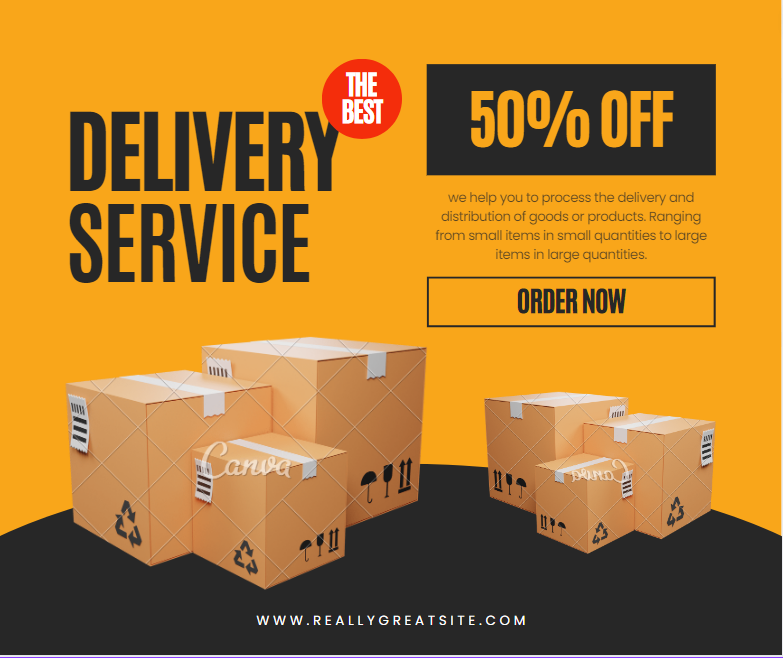 THE
BEST
DELIVERY
SERVICE
50% OFF
we help you to process the delivery and
distribution of goods or products. Ranging
from small items in small quantities to large
items in large quantities.
ORDER NOW
Canva
Canva
WWW.REALLYGREATSITE.COM